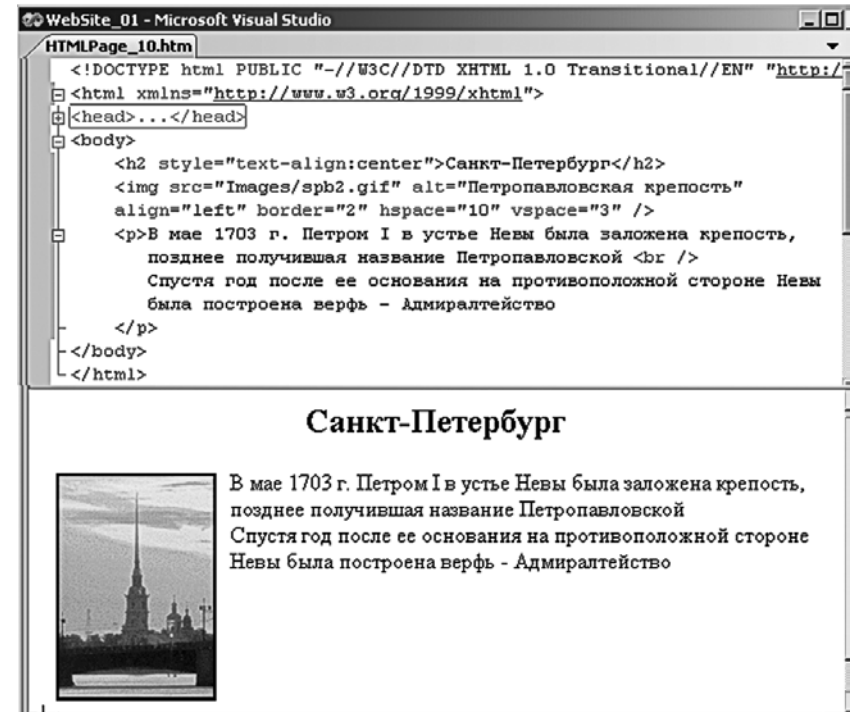 WebSite_01 - Microsoft Visual Studio
HTMLPage_10.htm
<!DOCTYPE html PUBLIC "-//W3C//DTD XHTML 1.0 Transitional//EN" "http:/
<html xmlns="http://www.w3.org/1999/xhtml">
<head>...</head>
<body>
<h2 style="text-align:center">Санкт-Петербург</h2>
<img src="Images/spb2.gif" alt="Петропавловская крепость"
align="left" border="2" hspace="10" vspace="3" />
<p>В мае 1703 г. Петром I в устье Невы была заложена крепость,
позднее получившая название Петропавловской <br />
Спустя год после ее основания на противоположной стороне Невы
была построена верфь - Адмиралтейство
</p>
</body>
</html>
Санкт-Петербург
В мае 1703 г. Петром I в устье Невы была заложена крепость,
позднее получившая название Петропавловской
Спустя год после ее основания на противоположной стороне
Невы была построена верфь - Адмиралтейство